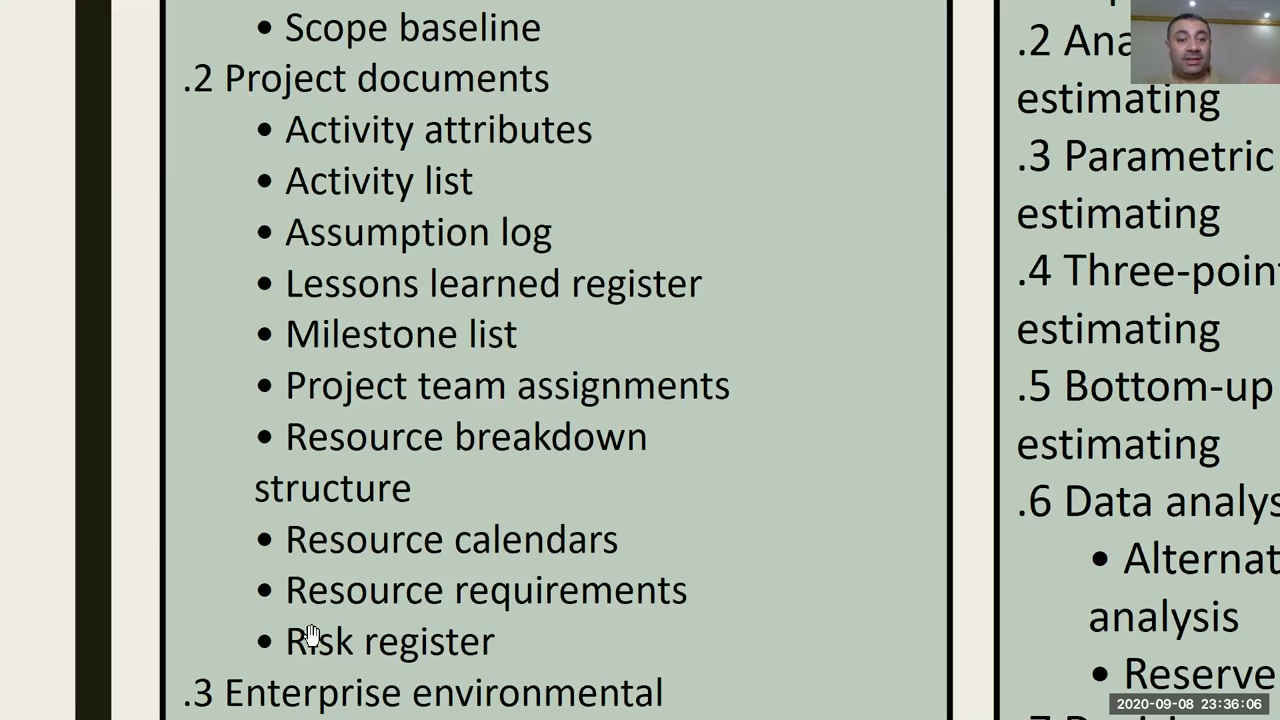 • Scope baseline
.2 Project documents
• Activity attributes
• Activity list
• Assumption log
• Lessons learned register
• Milestone list
• Project team assignments
• Resource breakdown
structure
• Resource calendars
• Resource requirements
• Risk register
.3 Enterprise environmental
.2 Ana
estimating
.3 Parametric
estimating
.4 Three-point
estimating
.5 Bottom-up
estimating
.6 Data analys
• Alternat
analysis
• Reserve
2020-09-08 23:36:06